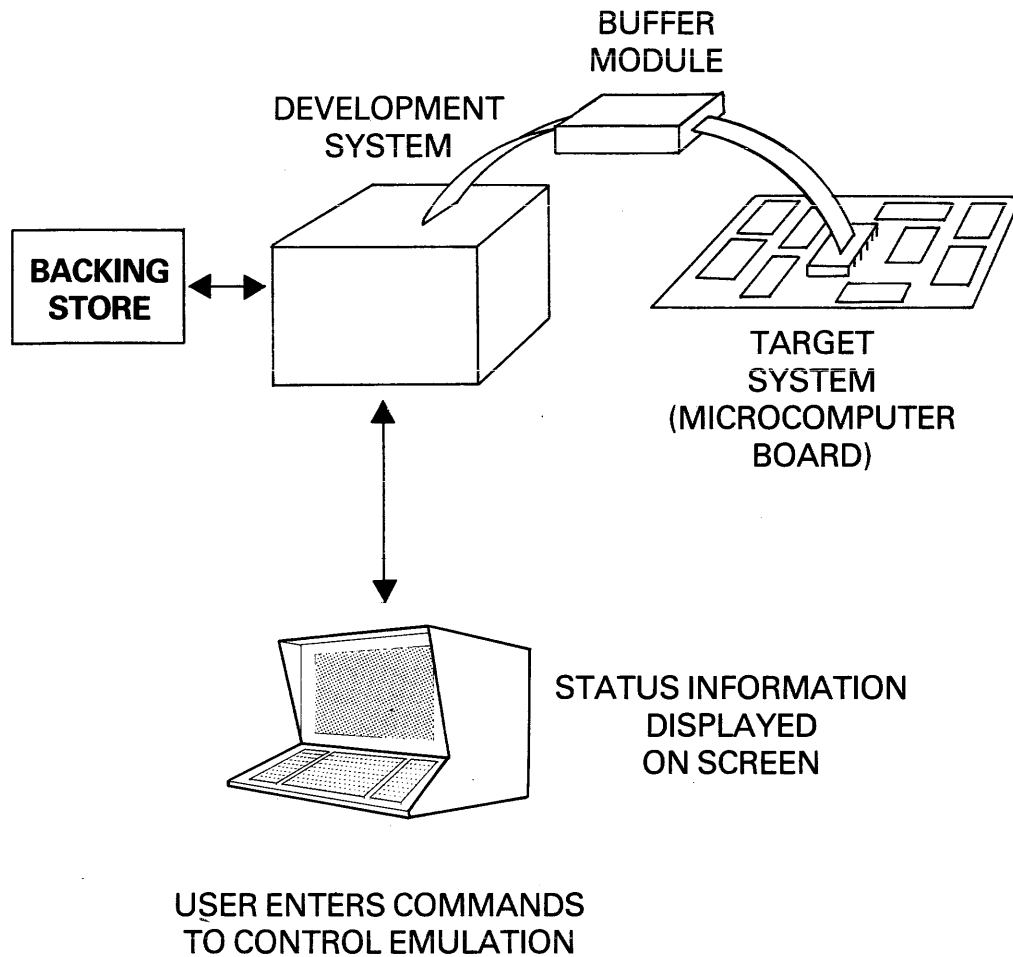 BUFFER
MODULE
DEVELOPMENT
SYSTEM
BACKING
STORE
TARGET
SYSTEM
(MICROCOMPUTER
BOARD)
STATUS INFORMATION
DISPLAYED
ON SCREEN
USER ENTERS COMMANDS
TO CONTROL EMULATION